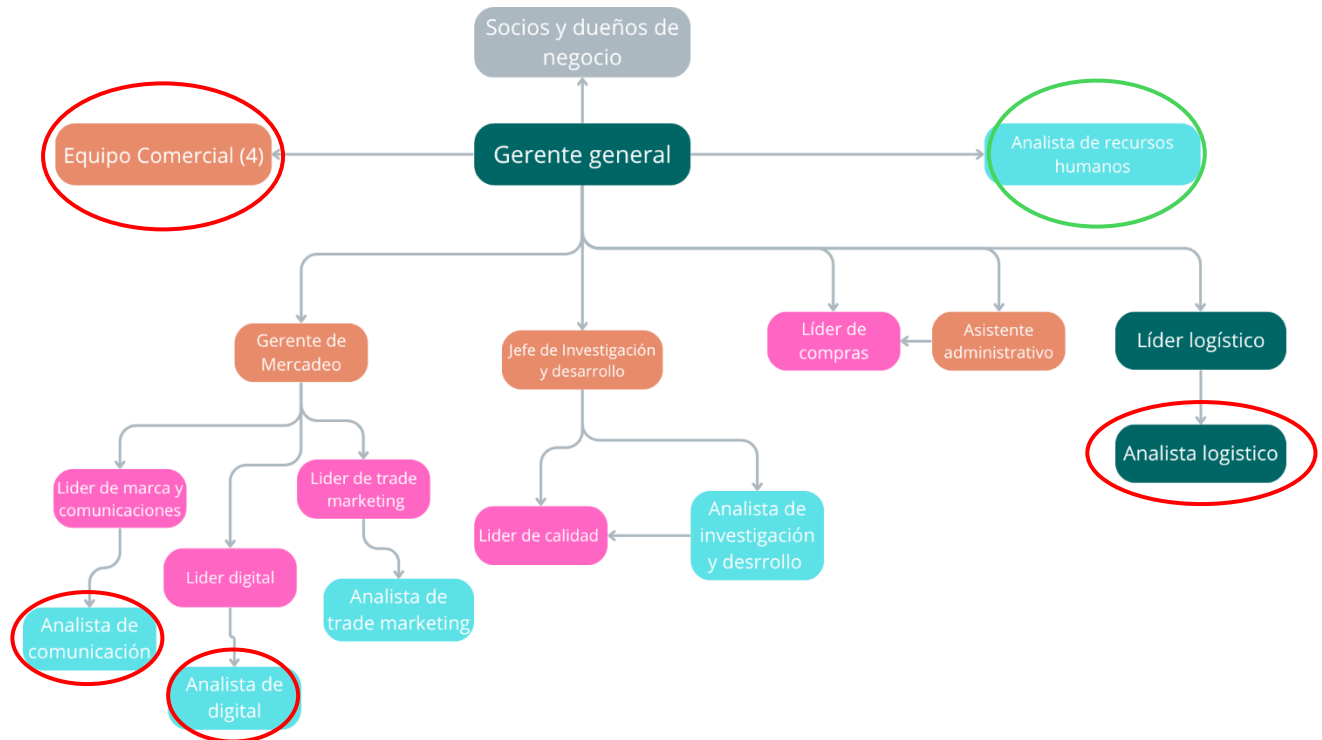 Socios y dueños de
negocio
Equipo Comercial (4)
Gerente general
Analista de recursos
humanos
Gerente de
Mercadeo
Jefe de Investigación
y desarrollo
Líder de
compras
Asistente
administrativo
Líder logístico
Analista logistico
Lider de marca y
comunicaciones
Lider de trade
marketing
Lider digital
Lider de calidad
Analista de
investigación
y desrrollo
Analista de
comunicación
Analista de
trade marketing
Analista de
digital